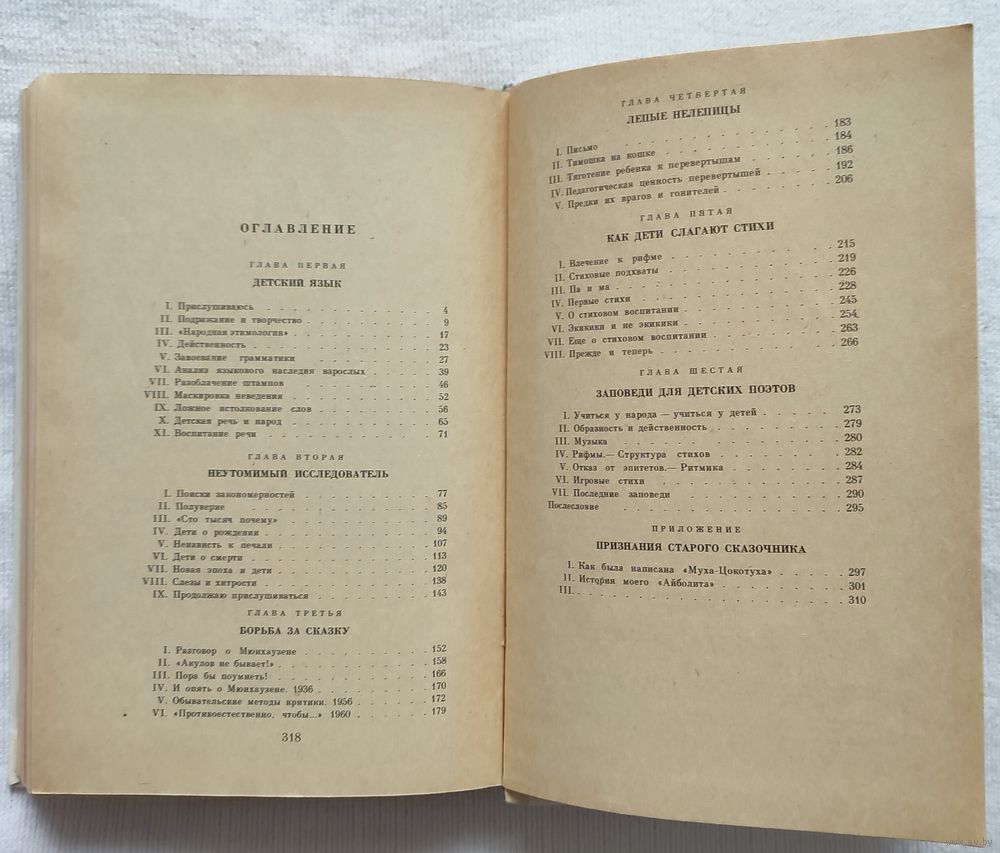 ОГЛАВЛЕНИЕ
ГЛАВА ПЕРВАЯ
ДЕТСКИЙ ЯЗЫК
I. Прислушиваюсь 4
II. Подражание и творчество 9
III. «Народная этимология» 17
IV. Действенность 23
V. Завоевание грамматики 27
VI. Анализ языкового наследия взрослых 39
VII. Разоблачение штампов 46
VIII. Маскировка неведения 52
IX. Ложное истолкование слов 56
X. Детская речь и народ 65
XI. Воспитание речи 71
ГЛАВА ВТОРАЯ
НЕУТОМИМЫЙ ИССЛЕДОВАТЕЛЬ
I. Поиски закономерностей 77
II. Полуверие 85
III. «Сто тысяч почему» 89
IV. Дети о рождении 94
V. Ненависть к печали 107
VI. Дети о смерти 113
VII. Новая эпоха и дети 120
VIII. Слезы и хитрости 138
IX. Продолжаю прислушиваться 143
ГЛАВА ТРЕТЬЯ
БОРЬБА ЗА СКАЗКУ
I. Разговор о Мюнхаузене 152
II. «Акулов не бывает!» 158
III. Пора бы поумнеть! 166
IV. И опять о Мюнхаузене. 1936 170
V. Обывательские методы критики. 1956 172
VI. «Противоестественно, чтобы...» 1960 179
318
ГЛАВА ЧЕТВЕРТАЯ
ЛЕПЫЕ НЕЛЕПИЦЫ
I. Письмо 183
II. Тимошка на кошке 184
III. Тяготение ребенка к перевертышам 186
IV. Педагогическая ценность перевертышей 192
V. Предки их врагов и гонителей 206
ГЛАВА ПЯТАЯ
КАК ДЕТИ СЛАГАЮТ СТИХИ
I. Влечение к рифме 215
II. Стиховые подхваты 219
III. Па и ма 226
IV. Первые стихи 228
V. О стиховом воспитании 245
VI. Экикики и не экикики 254
VII. Еще о стиховом воспитании 263
VIII. Прежде и теперь 266
ГЛАВА ШЕСТАЯ
ЗАПОВЕДИ ДЛЯ ДЕТСКИХ ПОЭТОВ
I. Учиться у народа — учиться у детей 273
II. Образность и действенность 279
III. Музыка 280
IV. Рифмы.— Структура стихов 282
V. Отказ от эпитетов.— Ритмика 284
VI. Игровые стихи 287
VII. Последние заповеди 290
Послесловие 295
ПРИЛОЖЕНИЕ
ПРИЗНАНИЯ СТАРОГО СКАЗОЧНИКА
I. Как была написана «Муха-Цокотуха» 297
II. История моего «Айболита» 301
III. 310